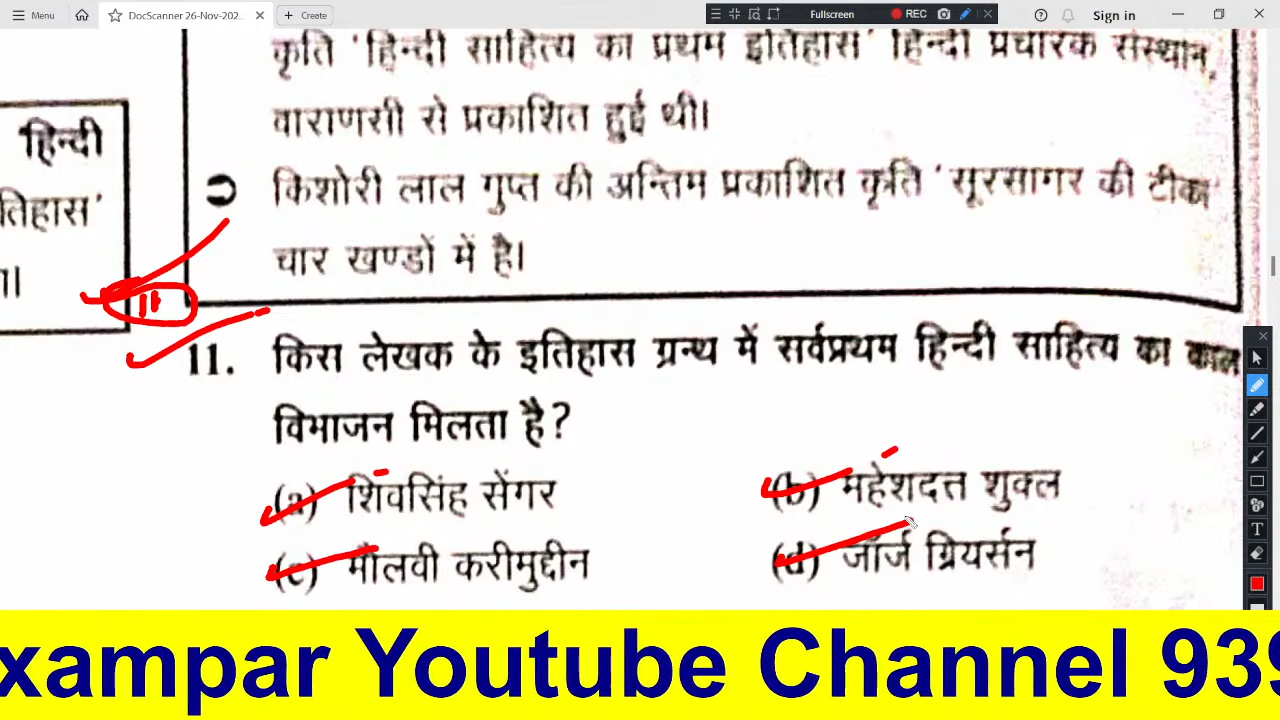 Menu
DocScanner 26-Nov-202...
Create
Fullscreen
REC
Sign in
कृति 'हिन्दी साहित्य का प्रथम इतिहास' हिन्दी प्रचारक संस्थान,
वाराणसी से प्रकाशित हुई थी।
हिन्दी
तिहास'
किशोरी लाल गुप्त की अन्तिम प्रकाशित कृति 'सूरसागर की टीका
चार खण्डों में है।
11
11. किस लेखक के इतिहास ग्रन्थ में सर्वप्रथम हिन्दी साहित्य का काल
विभाजन मिलता है?
(a) शिवसिंह सेंगर (b) महेशदत्त शुक्ल
(c) मौलवी करीमुद्दीन (d) जॉर्ज ग्रियर्सन
xampar Youtube Channel 939